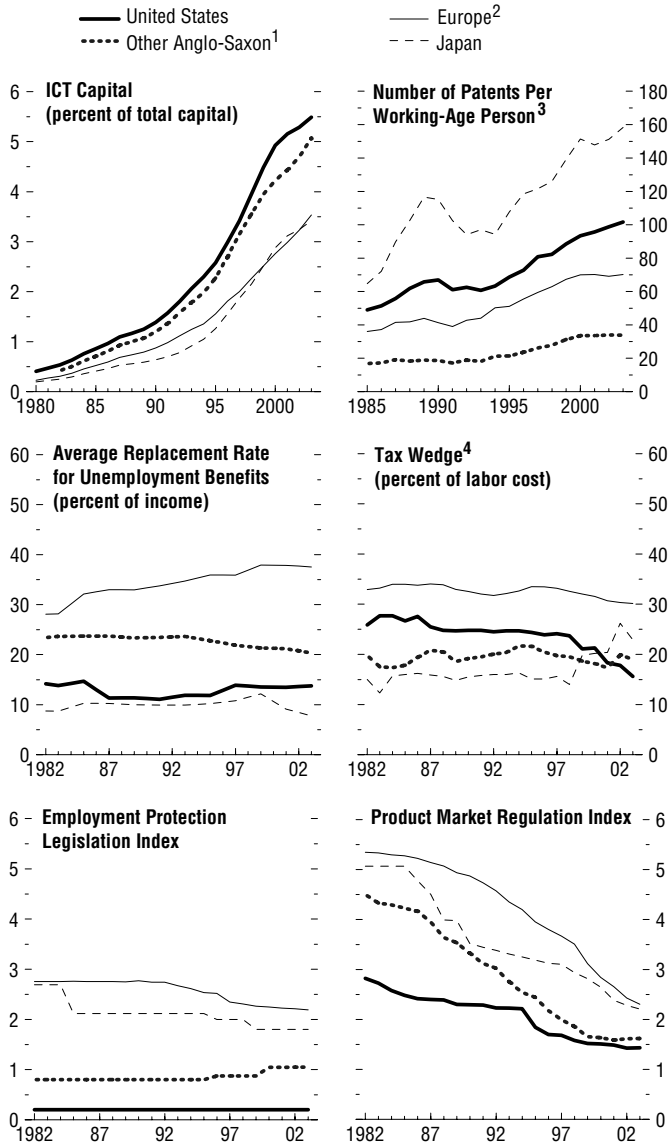 United States
Other Anglo-Saxon1
Europe2
Japan
ICT Capital
(percent of total capital)
6
5
4
3
2
1
0
1980 85 90 95 2000
Number of Patents Per
Working-Age Person3
180
160
140
120
100
80
60
40
20
0
1985 1990 1995 2000
Average Replacement Rate
for Unemployment Benefits
(percent of income)
60
50
40
30
20
10
0
1982 87 92 97 02
Tax Wedge4
(percent of labor cost)
60
50
40
30
20
10
0
1982 87 92 97 02
Employment Protection
Legislation Index
6
5
4
3
2
1
0
1982 87 92 97 02
Product Market Regulation Index
6
5
4
3
2
1
0
1982 87 92 97 02